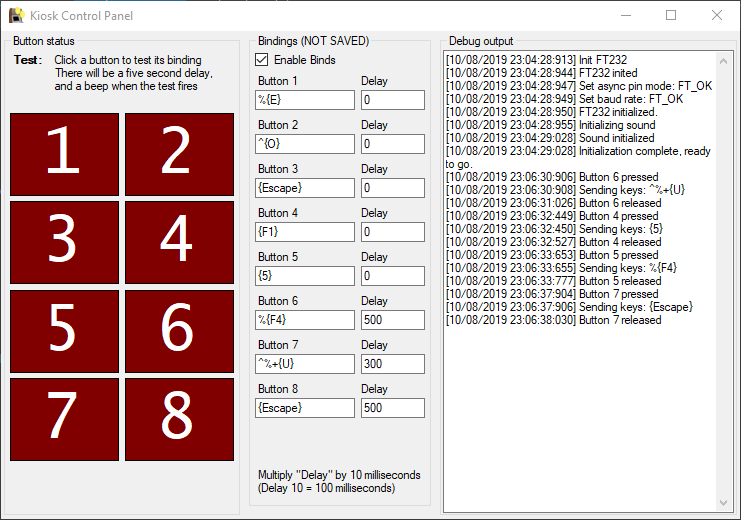 Kiosk Control Panel
Button status
Test: Click a button to test its binding
There will be a five second delay,
and a beep when the test fires
1 2
3 4
5 6
7 8
Bindings (NOT SAVED)
Enable Binds
Button 1 Delay
%{E} 0
Button 2 Delay
^{O} 0
Button 3 Delay
{Escape} 0
Button 4 Delay
{F1} 0
Button 5 Delay
{5} 0
Button 6 Delay
%{F4} 500
Button 7 Delay
^%+{U} 300
Button 8 Delay
{Escape} 500
Multiply "Delay" by 10 milliseconds
(Delay 10 = 100 milliseconds)
Debug output
[10/08/2019 23:04:28:913] Init FT232
[10/08/2019 23:04:28:944] FT232 inited
[10/08/2019 23:04:28:947] Set async pin mode: FT_OK
[10/08/2019 23:04:28:949] Set baud rate: FT_OK
[10/08/2019 23:04:28:950] FT232 initialized.
[10/08/2019 23:04:28:955] Initializing sound
[10/08/2019 23:04:29:028] Sound initialized
[10/08/2019 23:04:29:028] Initialization complete, ready
to go.
[10/08/2019 23:06:30:906] Button 6 pressed
[10/08/2019 23:06:30:908] Sending keys: ^%+{U}
[10/08/2019 23:06:31:026] Button 6 released
[10/08/2019 23:06:32:449] Button 4 pressed
[10/08/2019 23:06:32:450] Sending keys: {5}
[10/08/2019 23:06:32:527] Button 4 released
[10/08/2019 23:06:33:653] Button 5 pressed
[10/08/2019 23:06:33:655] Sending keys: %{F4}
[10/08/2019 23:06:33:777] Button 5 released
[10/08/2019 23:06:37:904] Button 7 pressed
[10/08/2019 23:06:37:906] Sending keys: {Escape}
[10/08/2019 23:06:38:030] Button 7 released